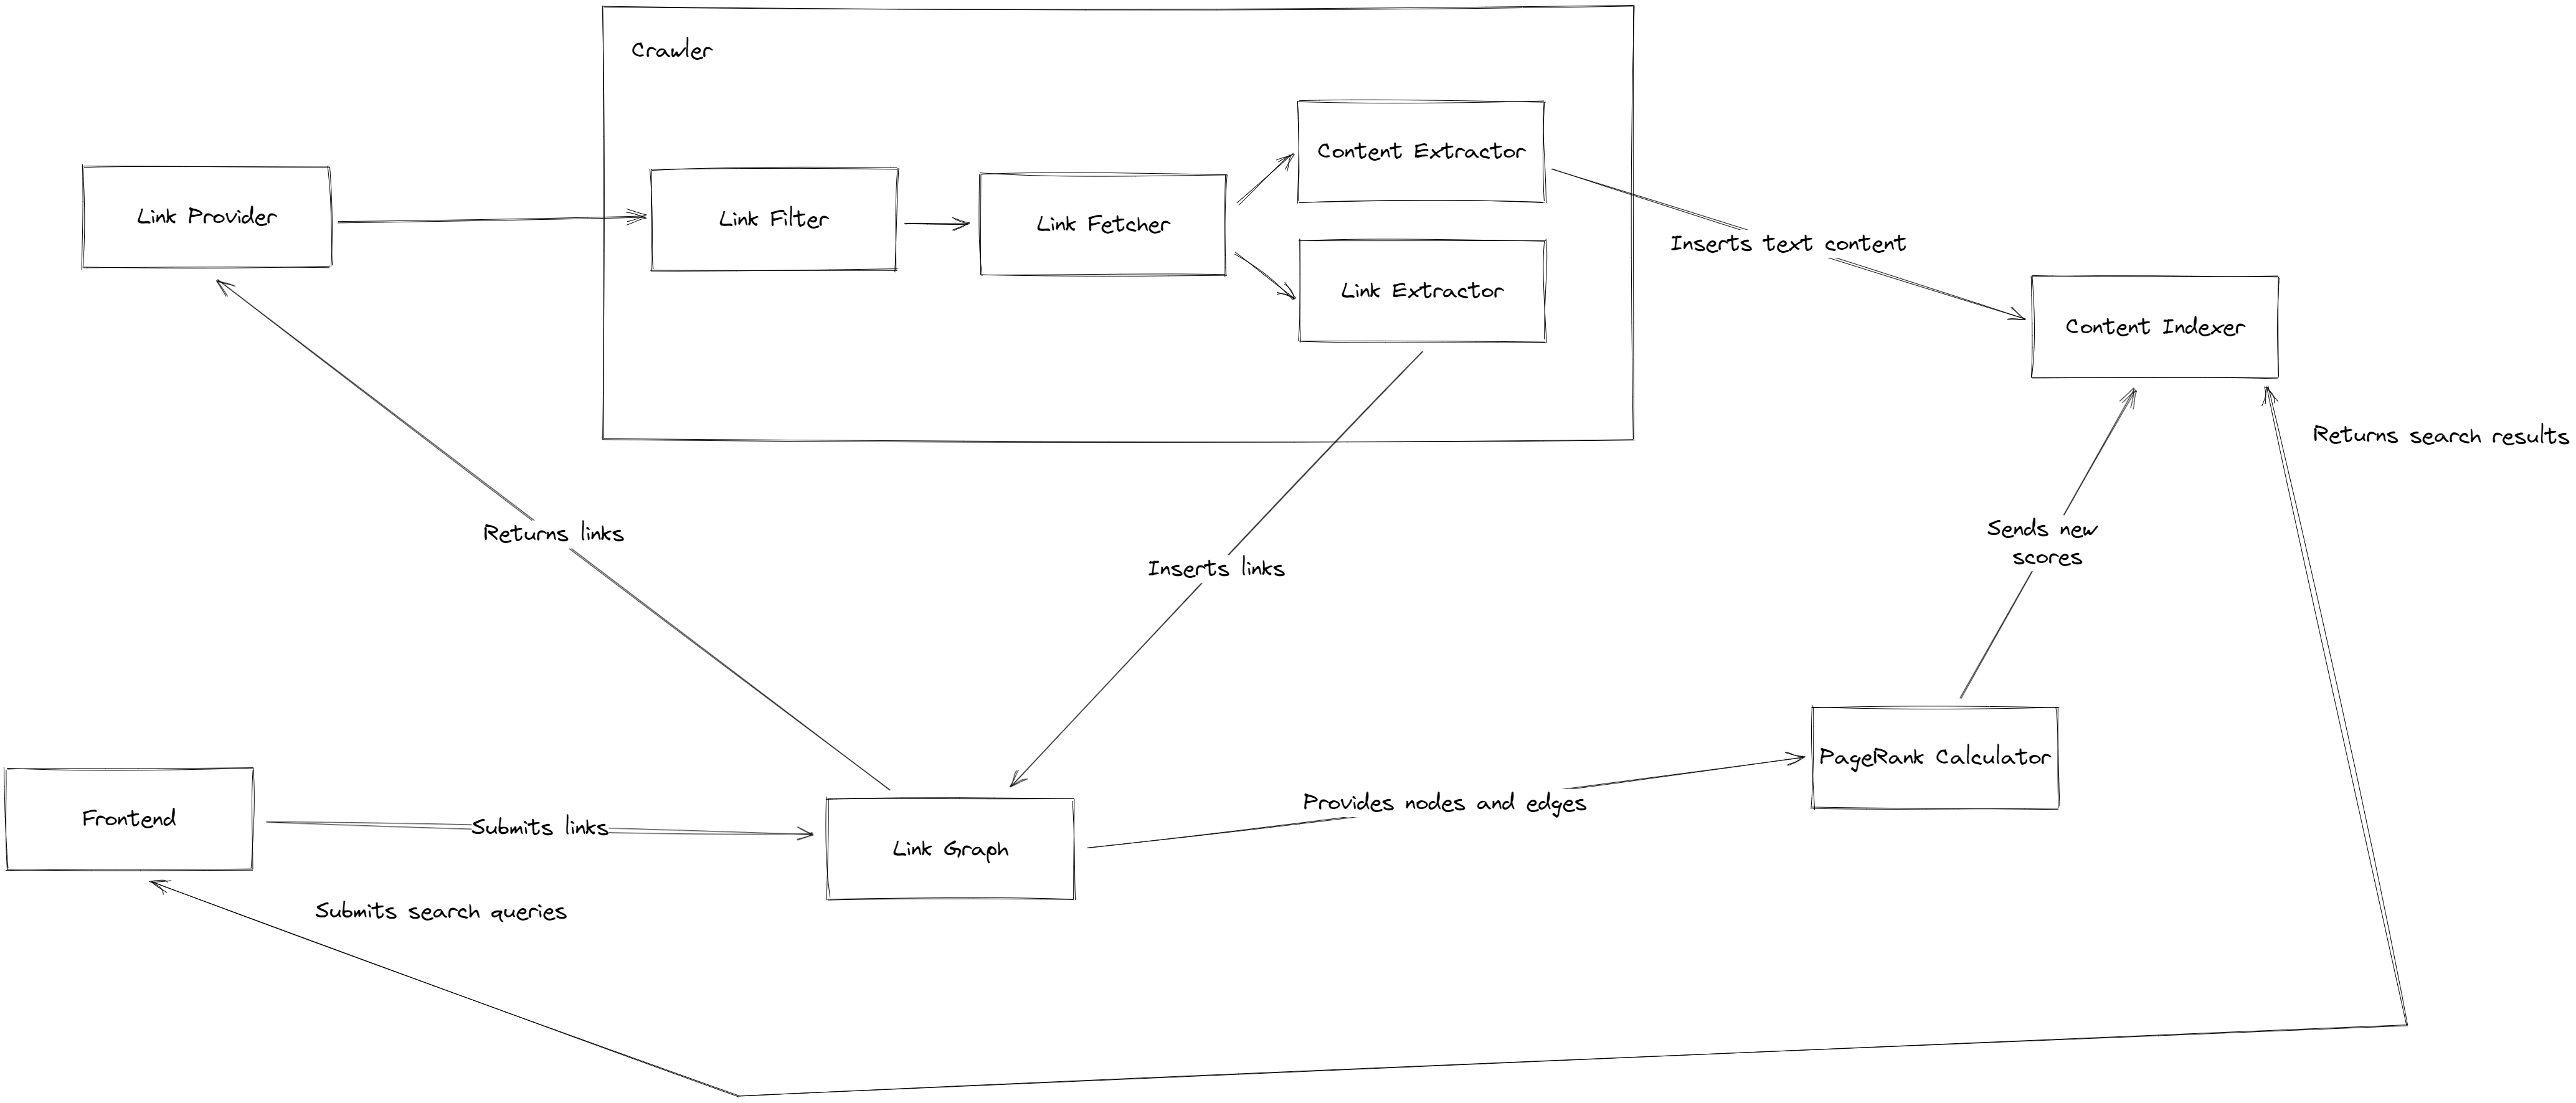 Crawler
Content Extractor
Link Provider
Link Filter
Link Fetcher
Inserts text content
Link Extractor
Content Indexer
Returns search results
Returns links
Sends new
scores
Inserts links
PageRank Calculator
Provides nodes and edges
Frontend
Submits links
Link Graph
Submits search queries